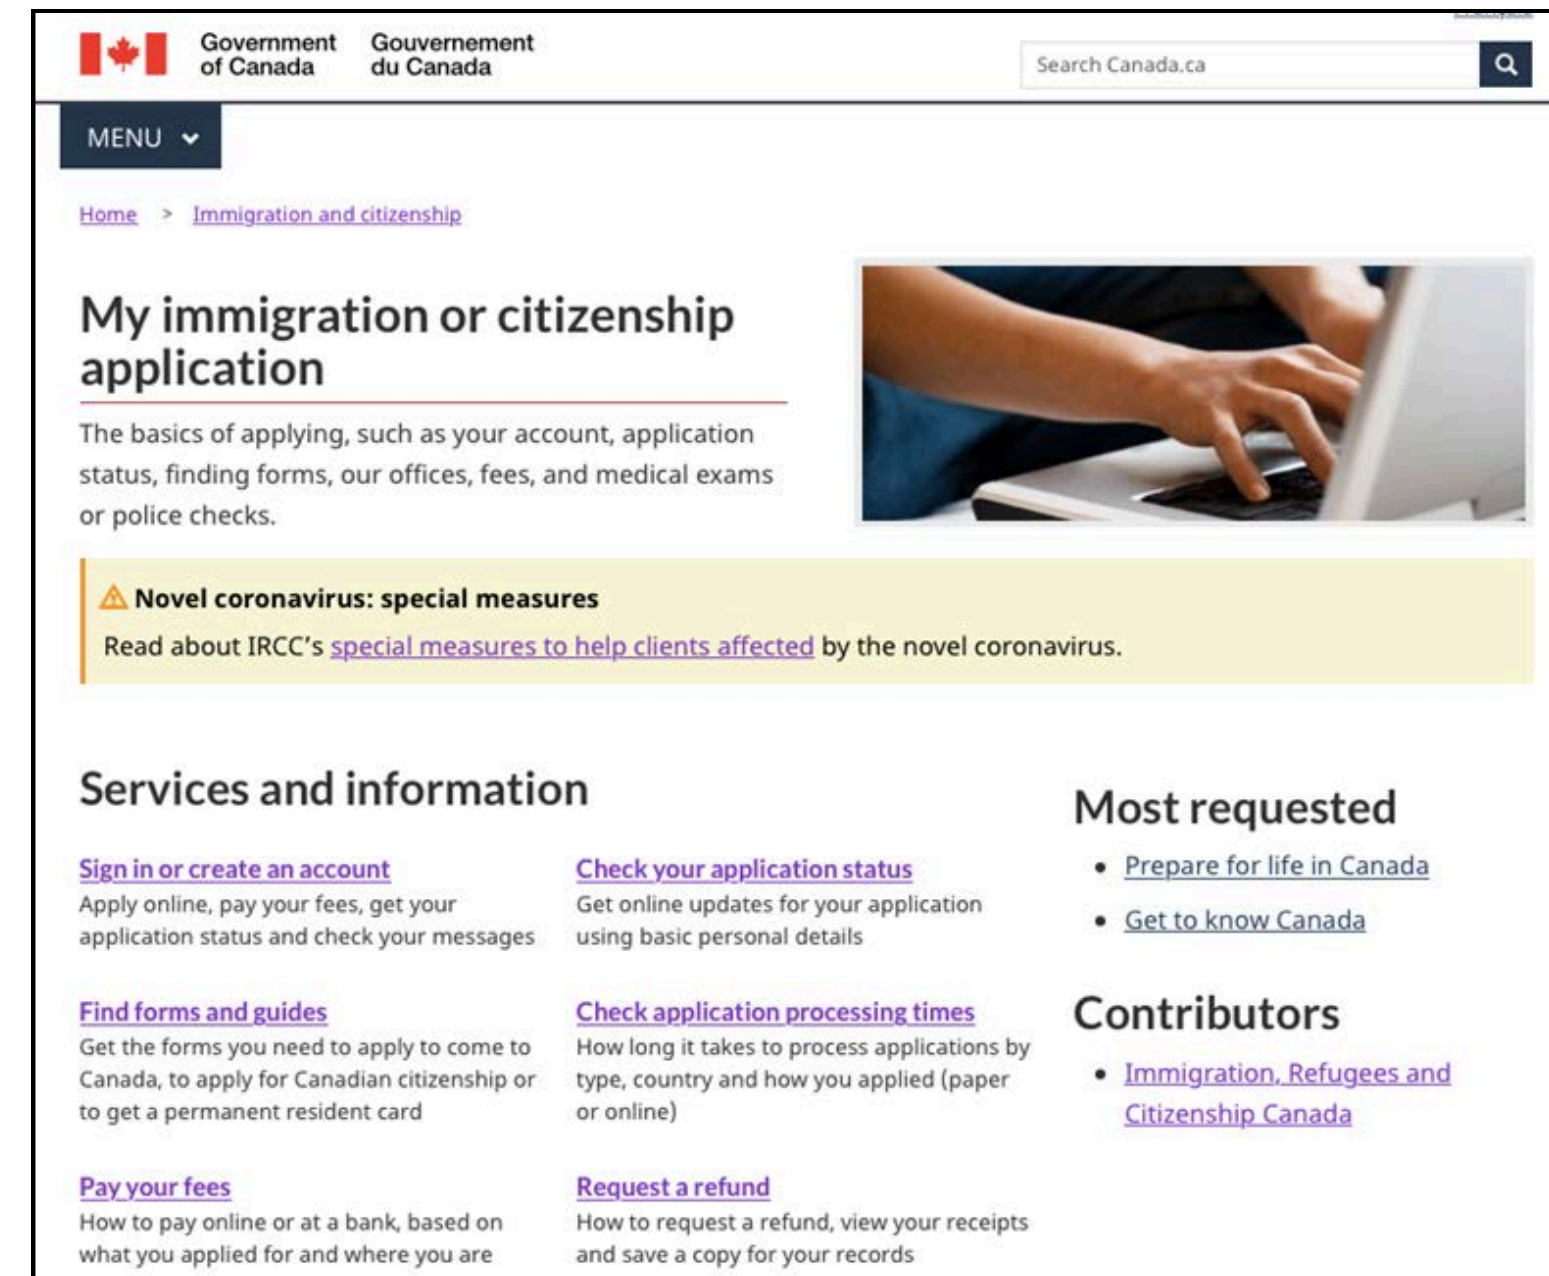 Government of Canada
Gouvernement du Canada
Search Canada.ca
MENU
Home > Immigration and citizenship
My immigration or citizenship
application
The basics of applying, such as your account, application
status, finding forms, our offices, fees, and medical exams
or police checks.
Novel coronavirus: special measures
Read about IRCC's special measures to help clients affected by the novel coronavirus.
Services and information
Sign in or create an account
Apply online, pay your fees, get your
application status and check your messages
Check your application status
Get online updates for your application
using basic personal details
Find forms and guides
Get the forms you need to apply to come to
Canada, to apply for Canadian citizenship or
to get a permanent resident card
Check application processing times
How long it takes to process applications by
type, country and how you applied (paper
or online)
Pay your fees
How to pay online or at a bank, based on
what you applied for and where you are
Request a refund
How to request a refund, view your receipts
and save a copy for your records
Most requested
• Prepare for life in Canada
• Get to know Canada
Contributors
• Immigration, Refugees and
Citizenship Canada